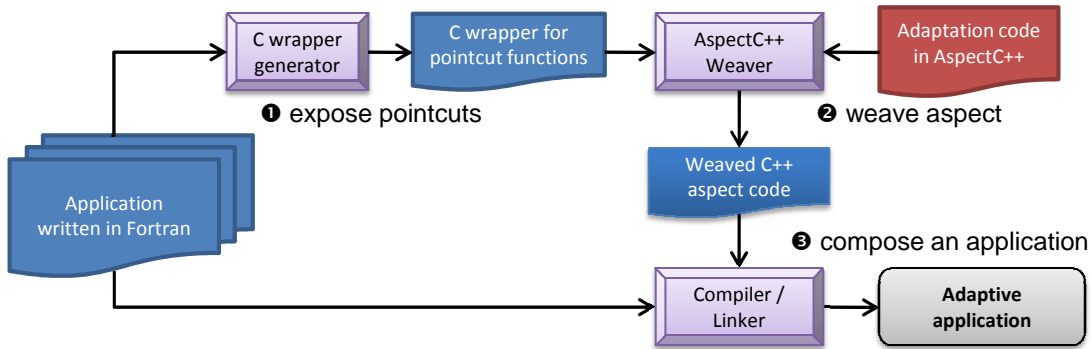 C wrapper
generator
C wrapper for
pointcut functions
AspectC++
Weaver
Adaptation code
in AspectC++
❶ expose pointcuts
❷ weave aspect
Weaved C++
aspect code
Application
written in Fortran
❸ compose an application
Compiler /
Linker
Adaptive
application